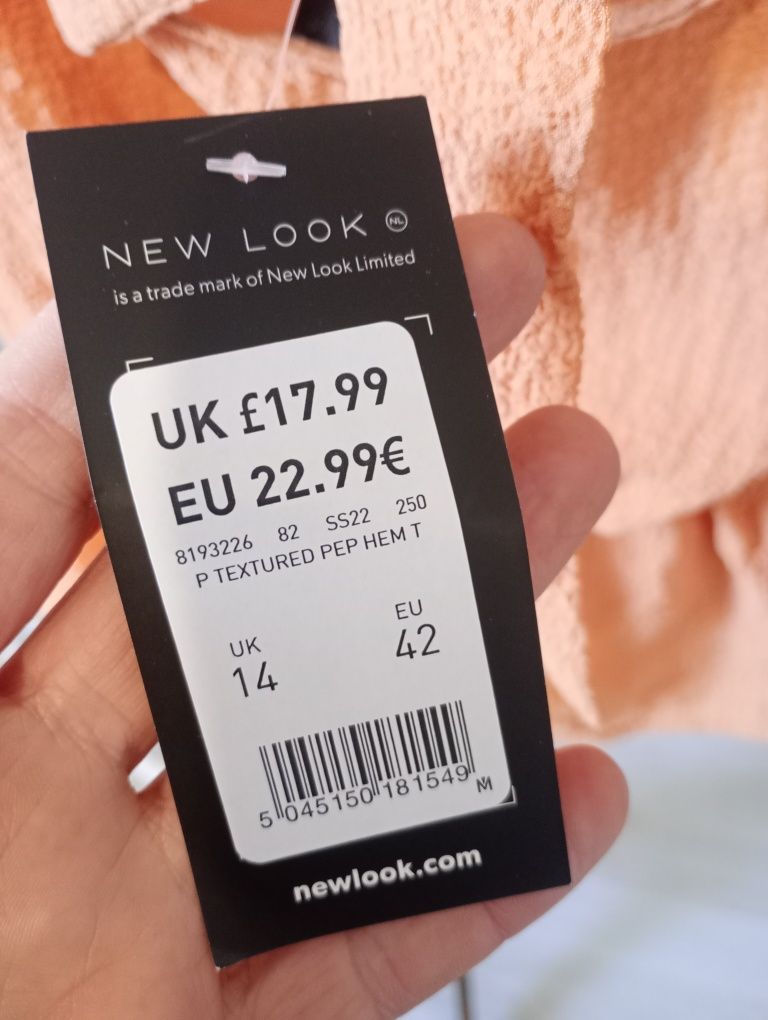 NEW LOOK NL
is a trade mark of New Look Limited
UK £17.99
EU 22.99€
8193226 82 SS22 250
P TEXTURED PEP HEM T
UK EU
14 42
5 045150 181549 NM
newlook.com